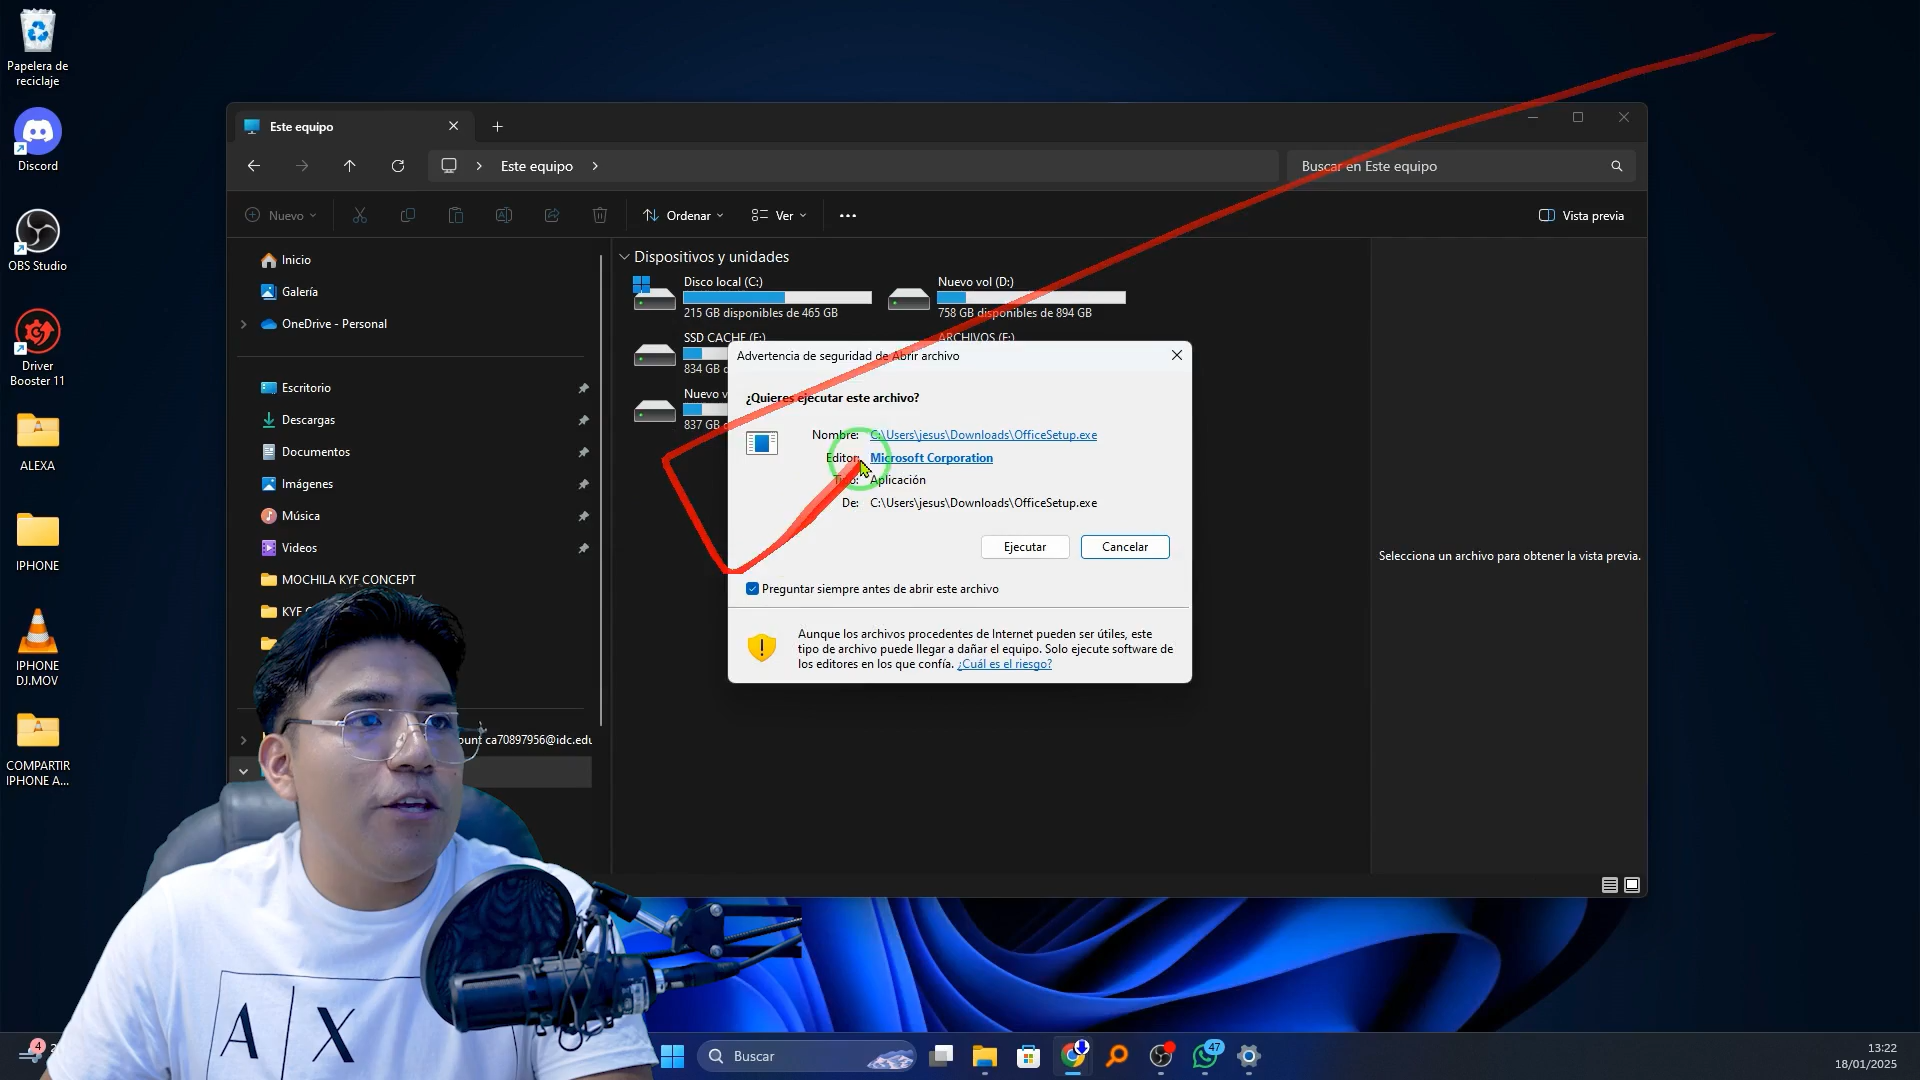 Papelera de
reciclaje
Discord
OBS Studio
Driver
Booster 11
ALEXA
IPHONE
IPHONE
DJ.MOV
COMPARTIR
IPHONE A...
Este equipo
Este equipo
Buscar en Este equipo
Nuevo
Ordenar
Ver
Vista previa
Inicio
Galería
OneDrive - Personal
Escritorio
Descargas
Documentos
Imágenes
Música
Videos
MOCHILA KYF CONCEPT
KYF
ca70897956@idc.edu
Dispositivos y unidades
Disco local (C:)
215 GB disponibles de 465 GB
Nuevo vol (D:)
758 GB disponibles de 894 GB
SSD CACHE
834 GB
ARCHIVOS
Nuevo
837 GB
Advertencia de seguridad de Abrir archivo
¿Quieres ejecutar este archivo?
Nombre: C:\Users\jesus\Downloads\OfficeSetup.exe
Editor: Microsoft Corporation
Tipo: Aplicación
De: C:\Users\jesus\Downloads\OfficeSetup.exe
Ejecutar
Cancelar
Preguntar siempre antes de abrir este archivo
Aunque los archivos procedentes de Internet pueden ser útiles, este
tipo de archivo puede llegar a dañar el equipo. Solo ejecute software de
los editores en los que confía. ¿Cuál es el riesgo?
Selecciona un archivo para obtener la vista previa.
A X
4
Buscar
47
13:22
18/01/2025